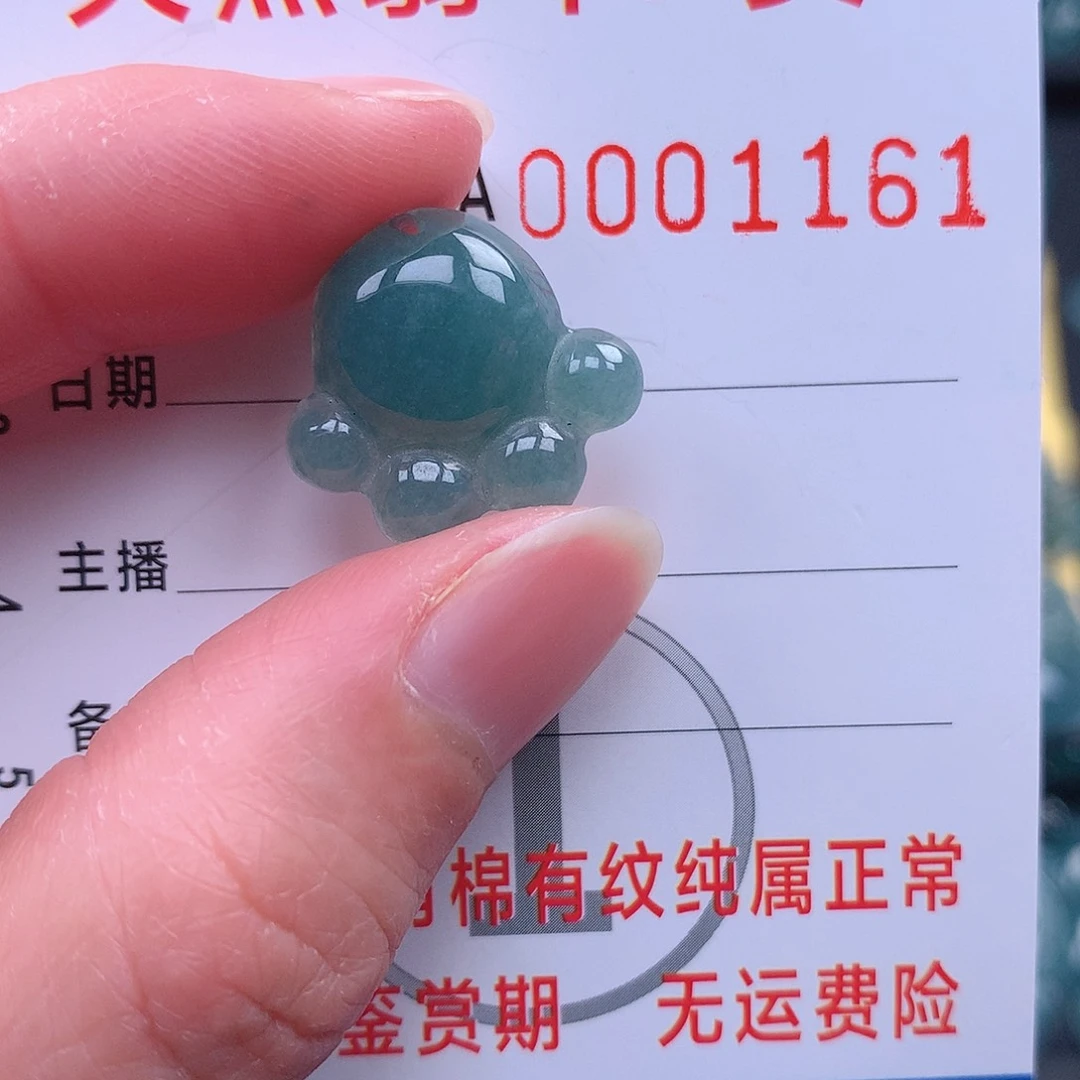 A 0001161
日期
主播
备
棉有纹纯属正常
鉴赏期 无运费险